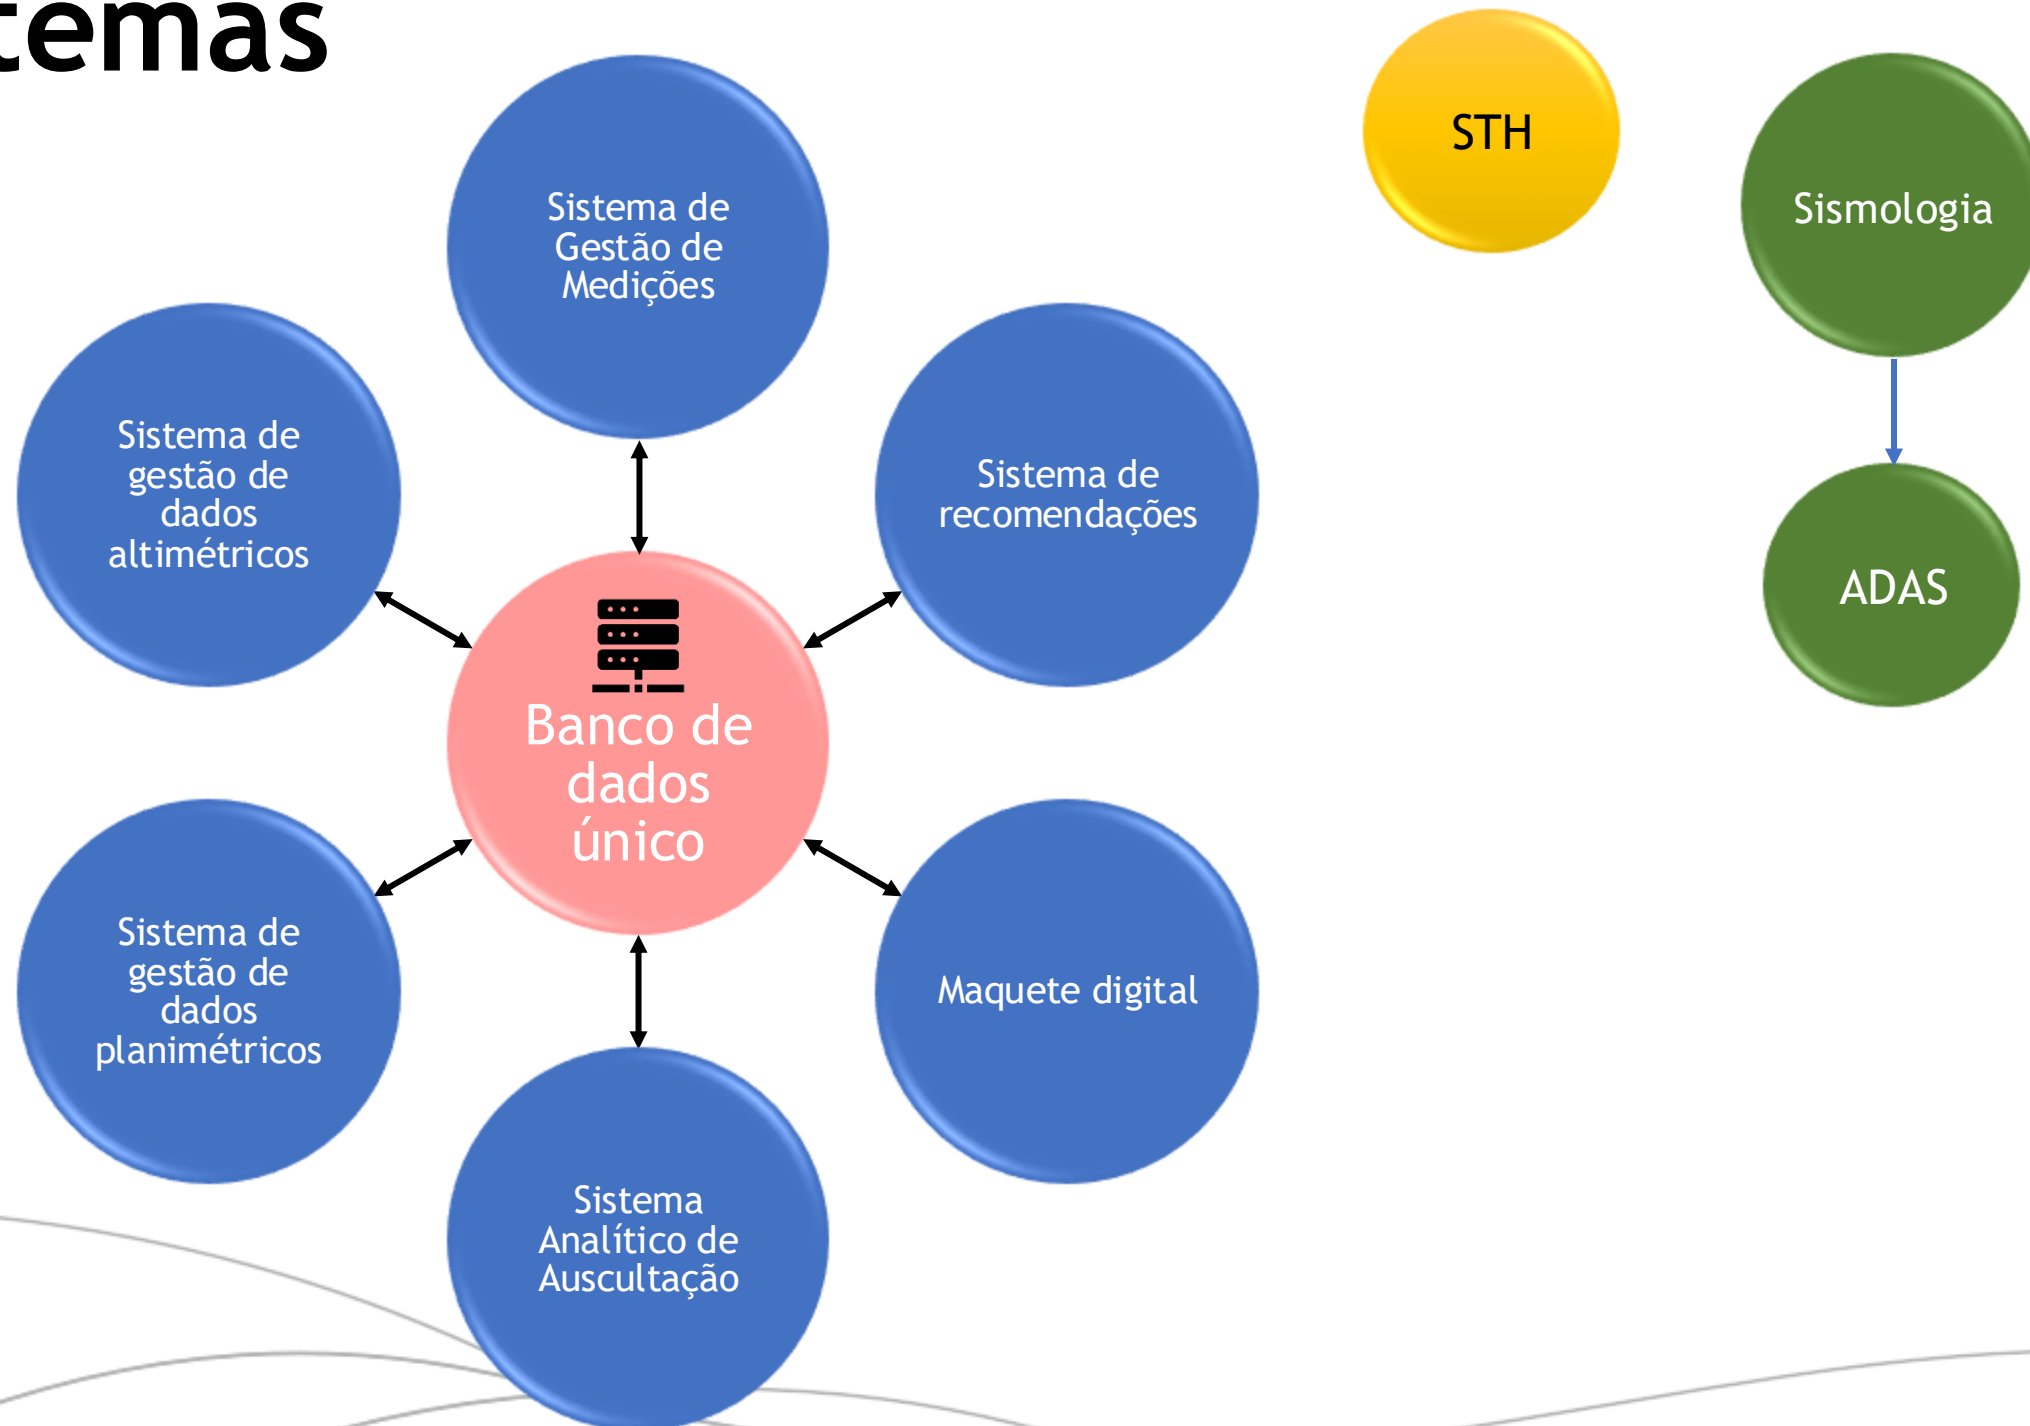 temas
STH
Sismologia
Sistema de
Gestão de
Medições
Sistema de
gestão de
dados
altimétricos
Sistema de
recomendações
ADAS
Banco de
dados
único
Sistema de
gestão de
dados
planimétricos
Maquete digital
Sistema
Analítico de
Auscultação